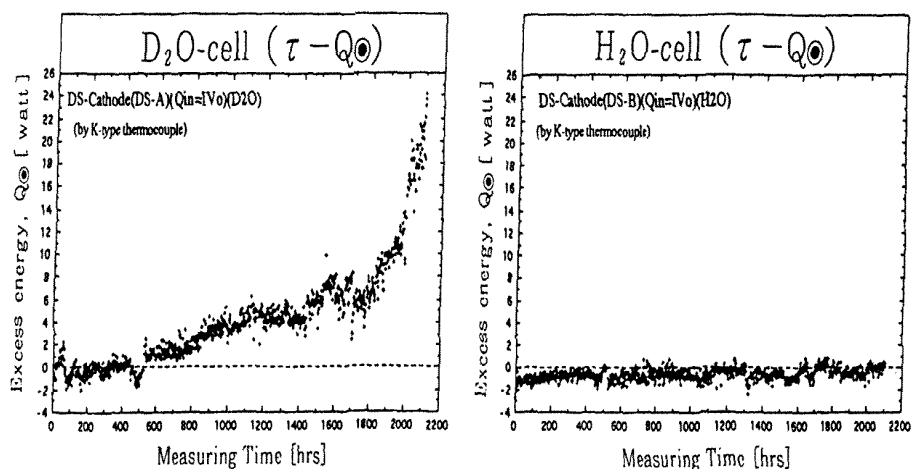 D₂O-cell (τ-Q◉)
Excess energy, Q◉ [watt]
26
24
22
20
18
16
14
12
10
8
6
4
2
0
-2
-4
DS-Cathode(DS-A)(Qin=IVo)(D2O)
(by K-type thermocouple)
0 200 400 600 800 1000 1200 1400 1600 1800 2000 2200
Measuring Time [hrs]
H₂O-cell (τ-Q◉)
Excess energy, Q◉ [watt]
26
24
22
20
18
16
14
12
10
8
6
4
2
0
-2
-4
DS-Cathode(DS-B)(Qin=IVo)(H2O)
(by K-type thermocouple)
0 200 400 600 800 1000 1200 1400 1600 1800 2000 2200
Measuring Time [hrs]